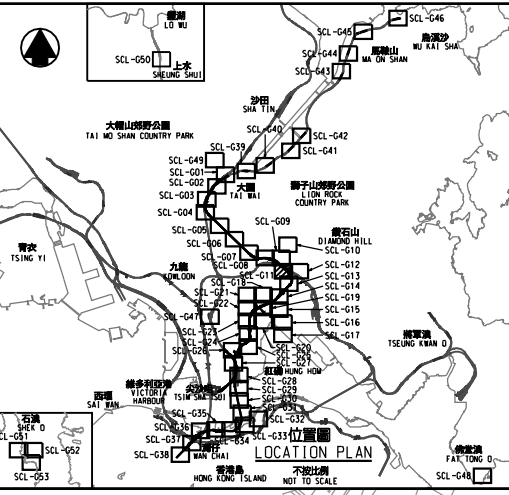 羅湖
LO WU
SCL-G50
上水
SHEUNG SHUI
SCL-G46
SCL-G45
烏溪沙
WU KAI SHA
SCL-G44
馬鞍山
MA ON SHAN
SCL-G43
沙田
SHA TIN
SCL-G40
大帽山郊野公園
TAI MO SHAN COUNTRY PARK
SCL-G42
SCL-G39
SCL-G41
SCL-G49
SCL-G01
SCL-G02
大圍
TAI WAI
獅子山郊野公園
LION ROCK
COUNTRY PARK
SCL-G03
SCL-G04
SCL-G09
SCL-G05
鑽石山
DIAMOND HILL
SCL-G06
SCL-G10
青衣
TSING YI
SCL-G07
SCL-G08
九龍
KOWLOON
SCL-G11
SCL-G12
SCL-G13
SCL-G18
SCL-G14
SCL-G21
SCL-G19
SCL-G22
SCL-G15
SCL-G47
SCL-G16
SCL-G23
SCL-G17
SCL-G24
將軍澳
TSEUNG KWAN O
SCL-G20
SCL-G26
SCL-G27
紅磡
HUNG HOM
SCL-G28
維多利亞港
VICTORIA
HARBOUR
尖沙咀
TSIM SHA TSUI
SCL-G29
西環
SAI WAN
SCL-G30
SCL-G31
SCL-G35
SCL-G32
SCL-G36
SCL-G33
SCL-G34
SCL-G37
灣仔
WAN CHAI
SCL-G38
位置圖
LOCATION PLAN
香港島
HONG KONG ISLAND
不按比例
NOT TO SCALE
石澳
SHEK O
SCL-G51
SCL-G52
SCL-G53
佛堂澳
FAT TONG O
SCL-G48